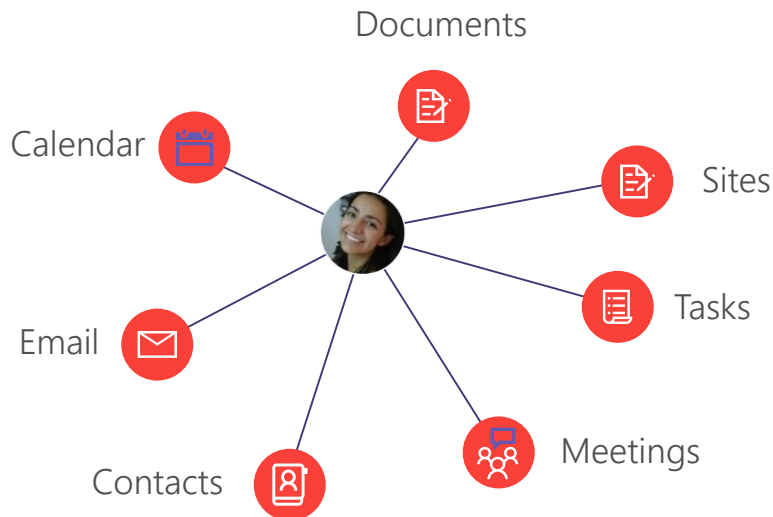 Documents
Calendar
Sites
Tasks
Email
Meetings
Contacts